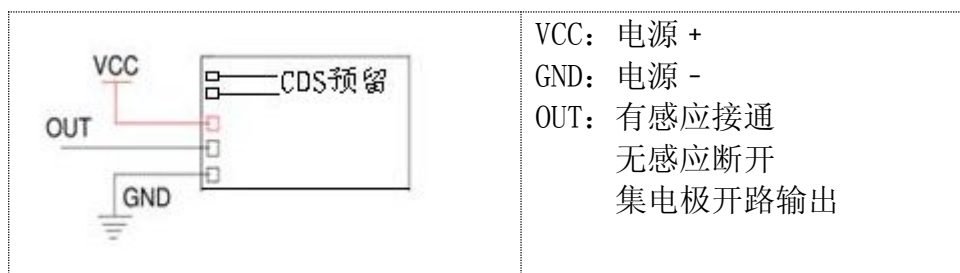 VCC
CDS预留
OUT
GND
VCC：电源+
GND：电源-
OUT：有感应接通
无感应断开
集电极开路输出